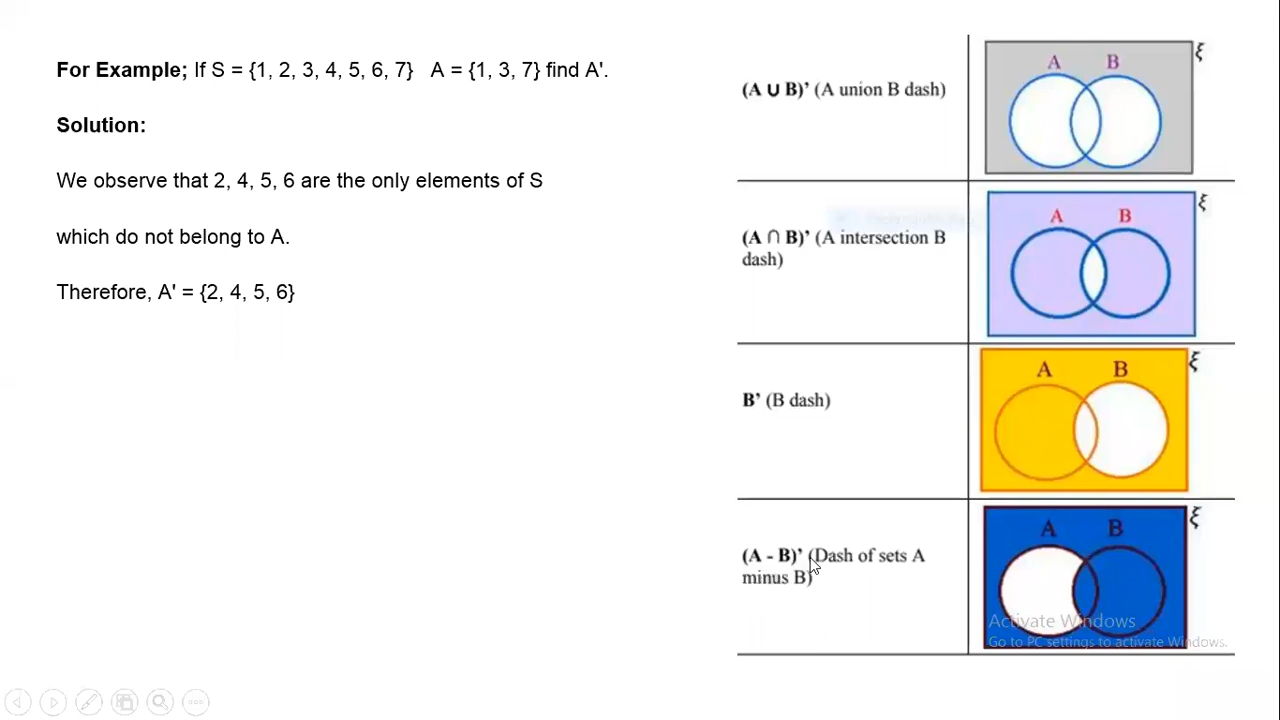 For Example; If S = {1, 2, 3, 4, 5, 6, 7} A = {1, 3, 7} find A'.
Solution:
We observe that 2, 4, 5, 6 are the only elements of S
which do not belong to A.
Therefore, A' = {2, 4, 5, 6}
(A ∪ B)’ (A union B dash)
A B ξ
(A ∩ B)’ (A intersection B
dash)
A B ξ
B’ (B dash)
A B ξ
(A - B)’ (Dash of sets A
minus B)
A B ξ
Activate Windows
Go to PC settings to activate Windows.